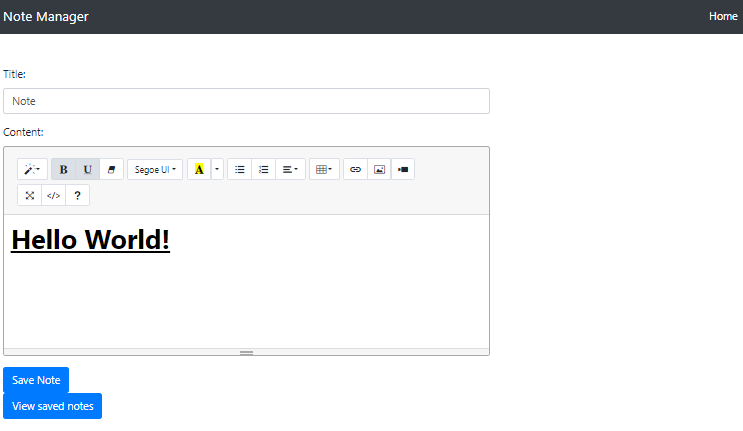 Note Manager Home
Title:
Note
Content:
B U Segoe UI A
</> ?
Hello World!
Save Note
View saved notes